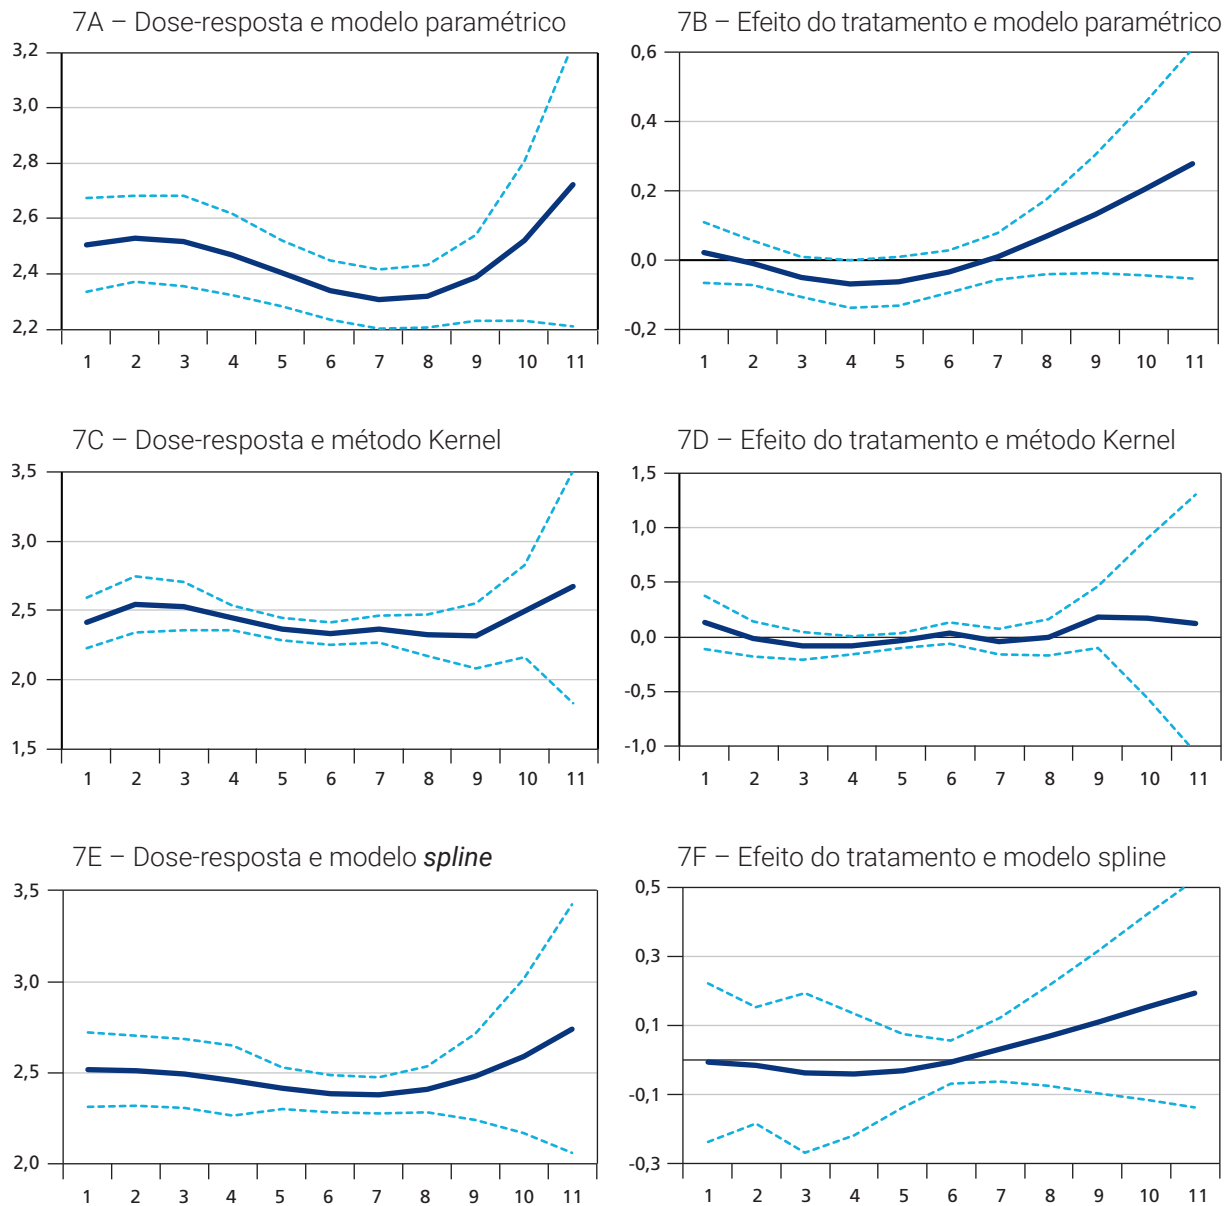 7A – Dose-resposta e modelo paramétrico
3,2
3,0
2,8
2,6
2,4
2,2
1 2 3 4 5 6 7 8 9 10 11
7B – Efeito do tratamento e modelo paramétrico
0,6
0,4
0,2
0,0
-0,2
1 2 3 4 5 6 7 8 9 10 11
7C – Dose-resposta e método Kernel
3,5
3,0
2,5
2,0
1,5
1 2 3 4 5 6 7 8 9 10 11
7D – Efeito do tratamento e método Kernel
1,5
1,0
0,5
0,0
-0,5
-1,0
1 2 3 4 5 6 7 8 9 10 11
7E – Dose-resposta e modelo spline
3,5
3,0
2,5
2,0
1 2 3 4 5 6 7 8 9 10 11
7F – Efeito do tratamento e modelo spline
0,5
0,3
0,1
-0,1
-0,3
1 2 3 4 5 6 7 8 9 10 11